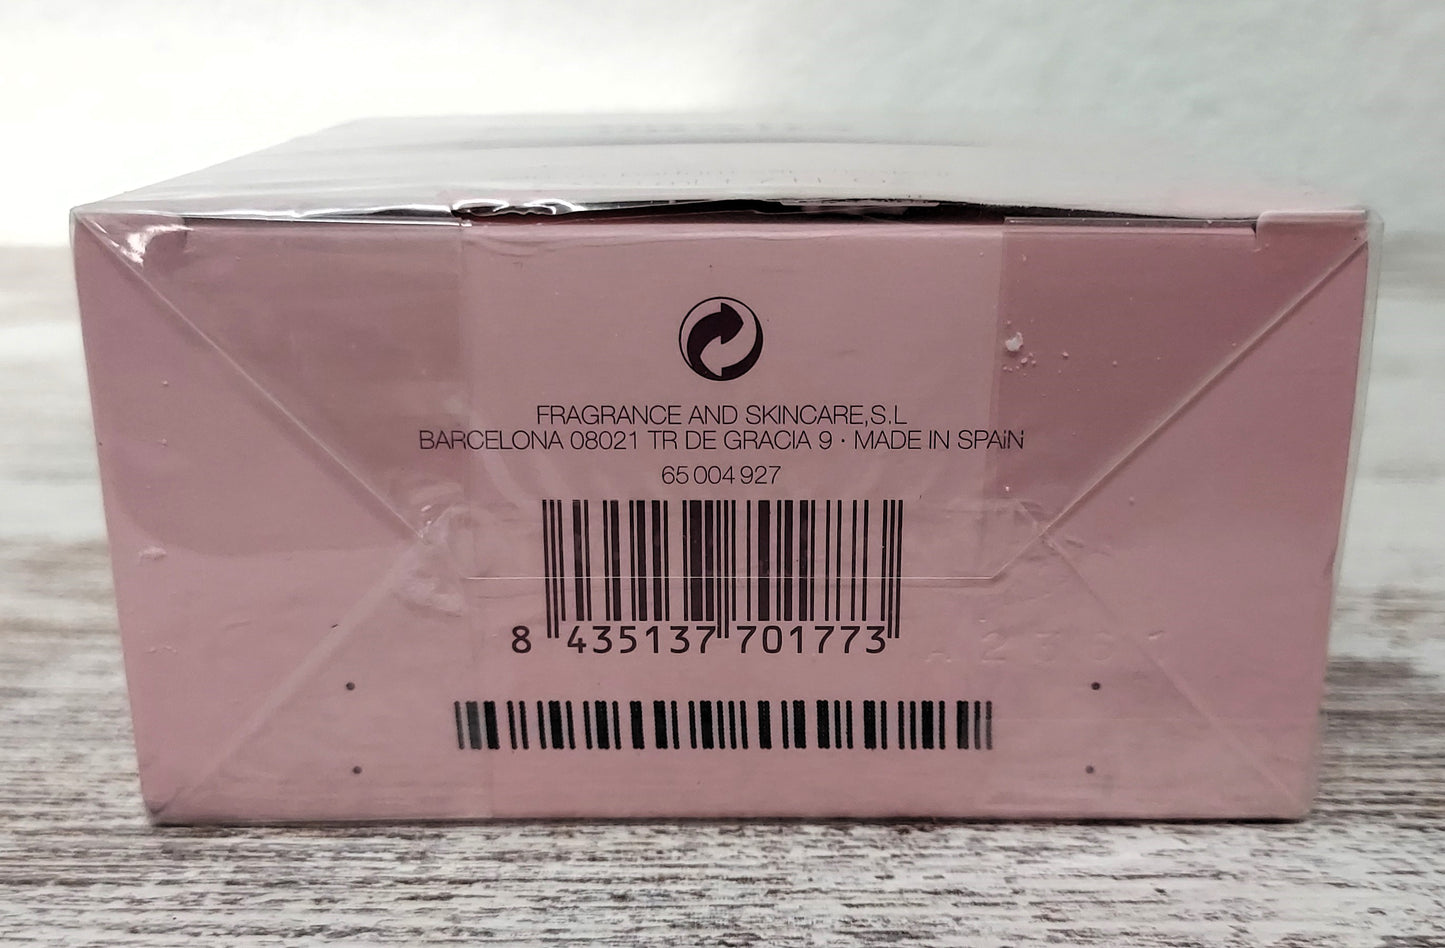 FRAGRANCE AND SKINCARE,S.L
BARCELONA 08021 TR DE GRACIA 9 · MADE IN SPAiN
65 004 927
8 435137 701773